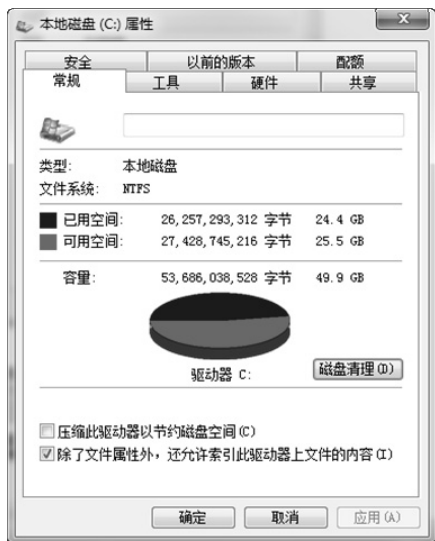 本地磁盘 (C:) 属性
安全 以前的版本 配额
常规 工具 硬件 共享
类型: 本地磁盘
文件系统: NTFS
已用空间: 26,257,293,312 字节 24.4 GB
可用空间: 27,428,745,216 字节 25.5 GB
容量: 53,686,038,528 字节 49.9 GB
驱动器 C:
磁盘清理(D)
压缩此驱动器以节约磁盘空间(C)
除了文件属性外，还允许索引此驱动器上文件的内容(I)
确定 取消 应用(A)